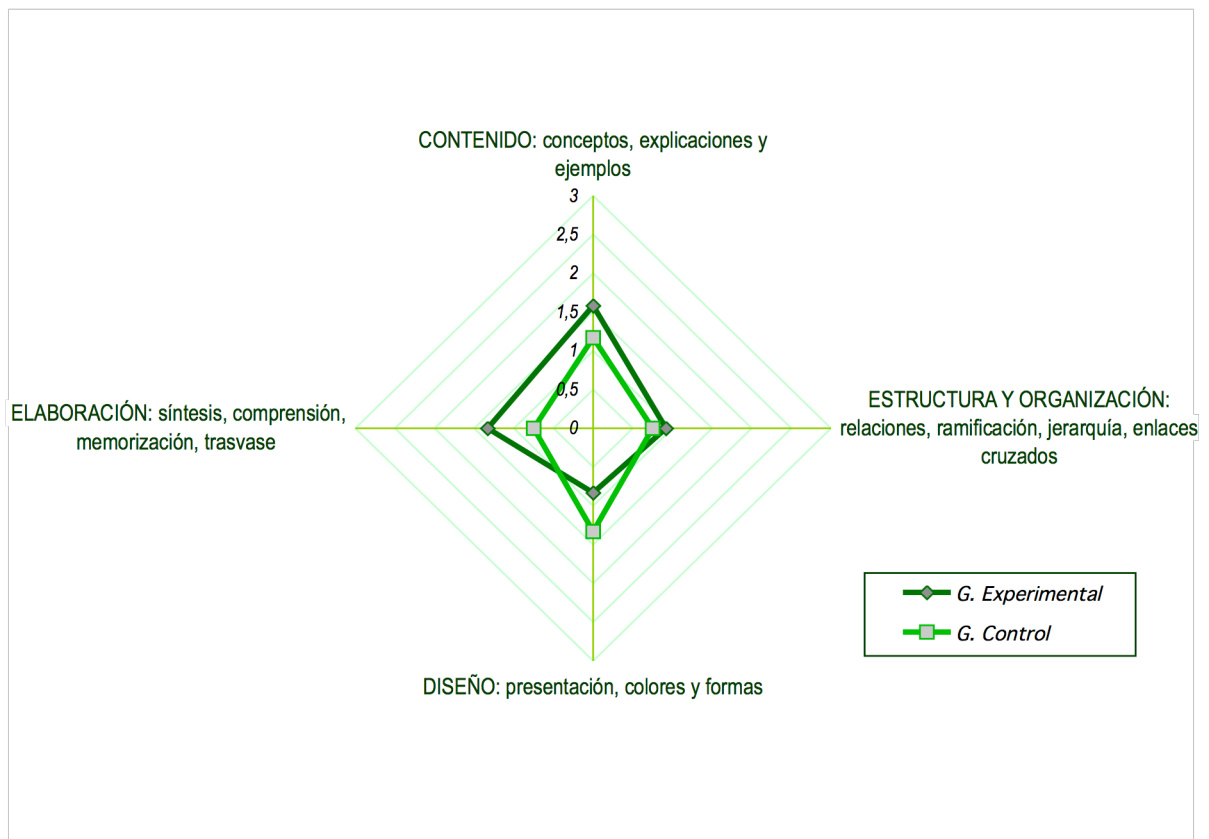 CONTENIDO: conceptos, explicaciones y
ejemplos
3
2,5
2
1,5
1
0,5
0
ELABORACIÓN: síntesis, comprensión,
memorización, trasvase
ESTRUCTURA Y ORGANIZACIÓN:
relaciones, ramificación, jerarquía, enlaces
cruzados
DISEÑO: presentación, colores y formas
G. Experimental
G. Control